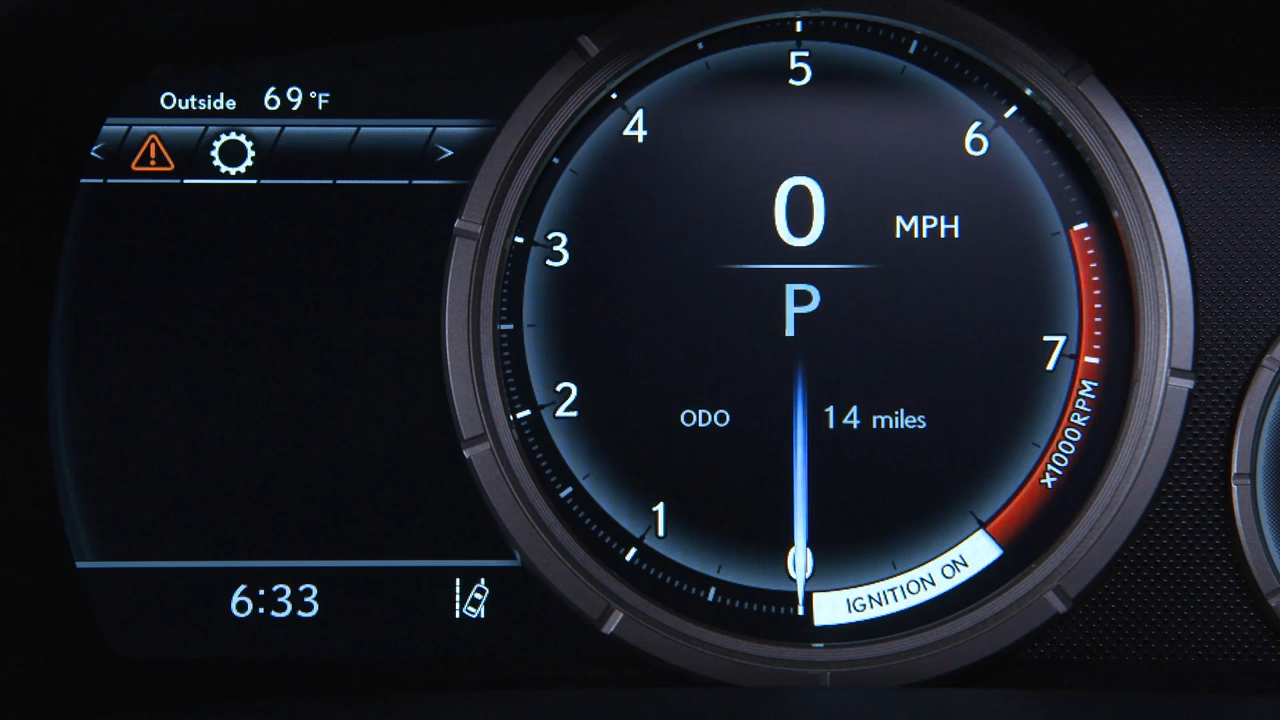 Outside 69°F
< ! >
5
4
6
0 MPH
3
P
7
2
ODO 14 miles
x1000RPM
1
0
IGNITION ON
6:33